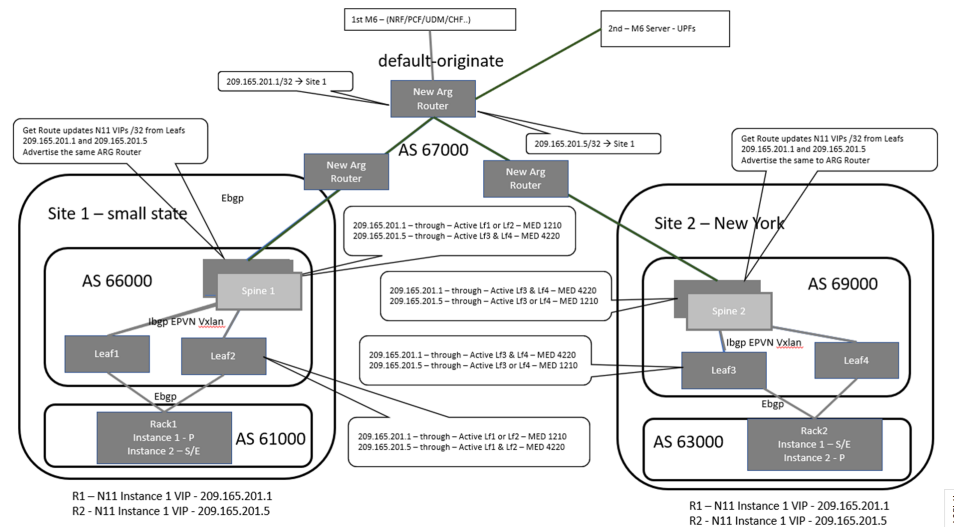 1st M6 – (NRF/PCF/UDM/CHF..)
2nd – M6 Server - UPFs
default-originate
209.165.201.1/32 → Site 1
New Arg
Router
209.165.201.5/32 → Site 1
AS 67000
New Arg
Router
New Arg
Router
Get Route updates N11 VIPs /32 from Leafs
209.165.201.1 and 209.165.201.5
Advertise the same ARG Router
Get Route updates N11 VIPs /32 from Leafs
209.165.201.1 and 209.165.201.5
Advertise the same to ARG Router
Ebgp
Site 1 – small state
Site 2 – New York
209.165.201.1 – through – Active Lf1 or Lf2 – MED 1210
209.165.201.5 – through – Active Lf3 & Lf4 – MED 4220
AS 66000
Spine 1
Ibgp EPVN Vxlan
Leaf1
Leaf2
209.165.201.1 – through – Active Lf3 & Lf4 – MED 4220
209.165.201.5 – through – Active Lf3 or Lf4 – MED 1210
AS 69000
Spine 2
Ibgp EPVN Vxlan
Leaf3
Leaf4
209.165.201.1 – through – Active Lf3 & Lf4 – MED 4220
209.165.201.5 – through – Active Lf3 or Lf4 – MED 1210
Ebgp
Ebgp
Rack1
Instance 1 - P
Instance 2 – S/E
AS 61000
209.165.201.1 – through – Active Lf1 or Lf2 – MED 1210
209.165.201.5 – through – Active Lf1 & Lf2 – MED 4220
AS 63000
Rack2
Instance 1 – S/E
Instance 2 - P
R1 – N11 Instance 1 VIP - 209.165.201.1
R2 - N11 Instance 1 VIP - 209.165.201.5
R1 – N11 Instance 1 VIP - 209.165.201.1
R2 - N11 Instance 1 VIP - 209.165.201.5